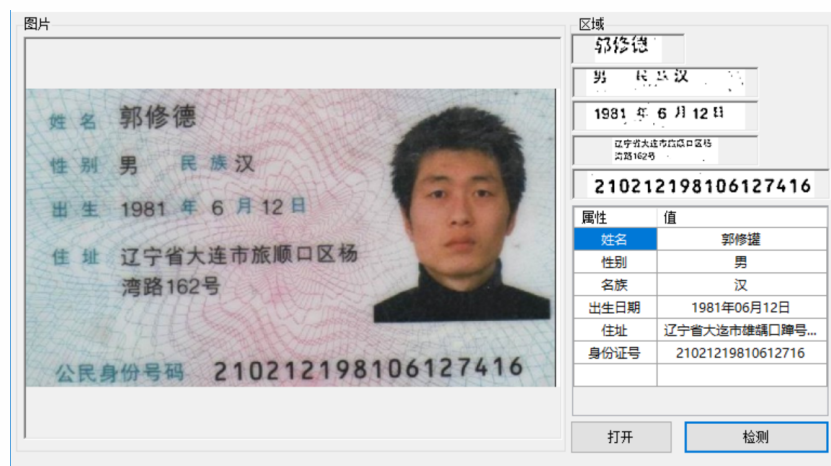 图片
姓 名 郭修德
性 别 男 民 族 汉
出 生 1981 年 6 月 12 日
住 址 辽宁省大连市旅顺口区杨
湾路162号
公民身份号码 210212198106127416
区域
郭修德
男 民 族 汉
1981 年 6 月 12 日
辽宁省大连市旅顺口区杨
湾路162号
210212198106127416
属性 值
姓名 郭修鑵
性别 男
名族 汉
出生日期 1981年06月12日
住址 辽宁省大迄市雄龋口蹿号...
身份证号 21021219810612716
打开 检测